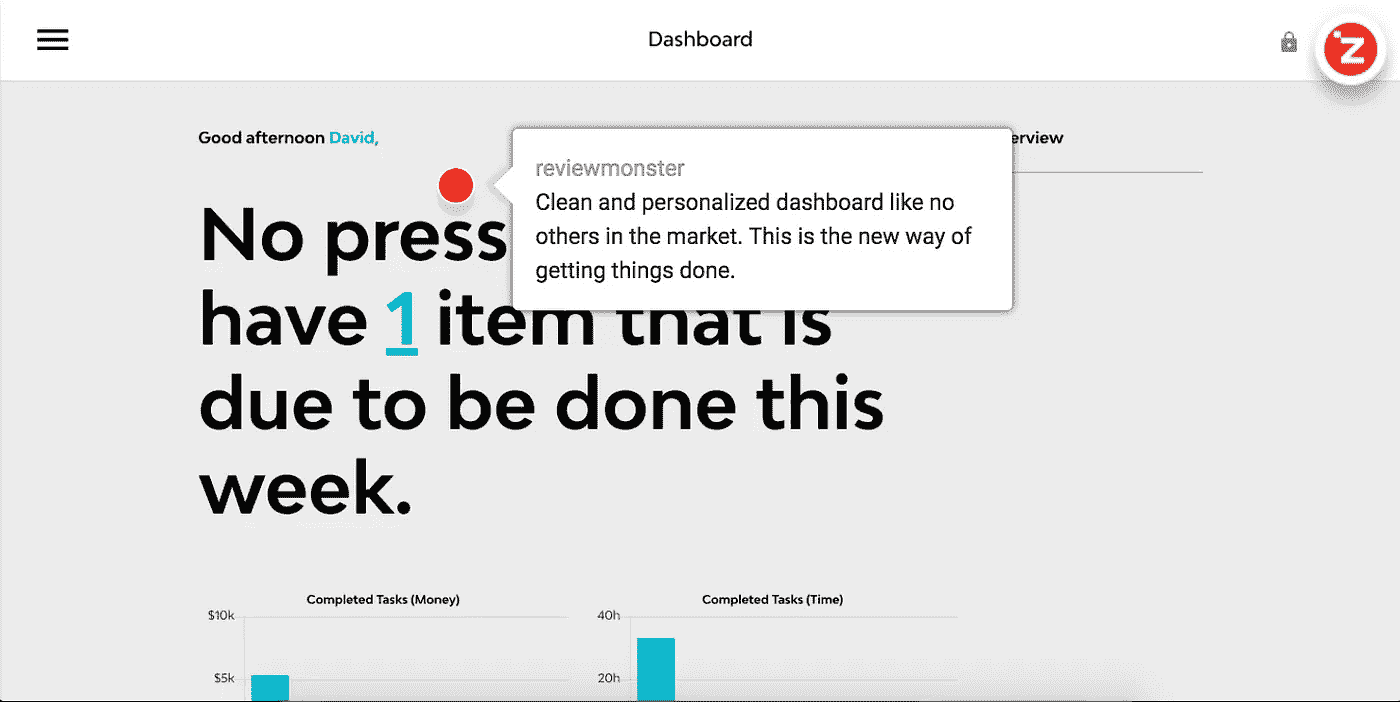 Dashboard
Z
Good afternoon David,
reviewmonster
Clean and personalized dashboard like no
others in the market. This is the new way of
getting things done.
No press
have 1 item that is
due to be done this
week.
Completed Tasks (Money)
$10k
$5k
Completed Tasks (Time)
40h
20h